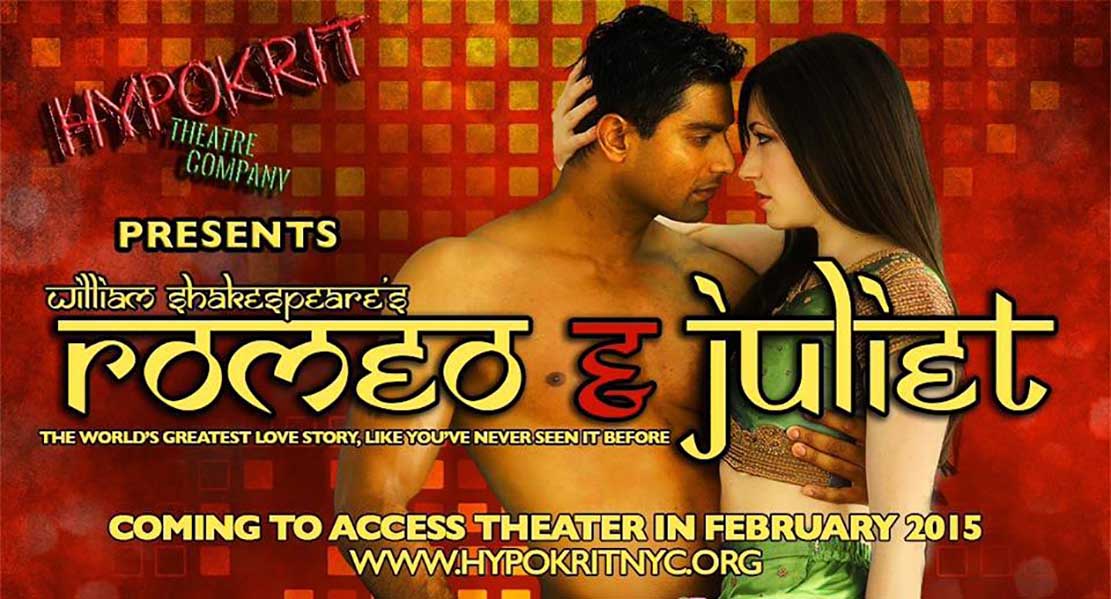 HYPOKRIT
THEATRE
COMPANY
PRESENTS
WILLIAM SHAKESPEARE'S
ROMEO & JULIET
THE WORLD'S GREATEST LOVE STORY, LIKE YOU'VE NEVER SEEN IT BEFORE
COMING TO ACCESS THEATER IN FEBRUARY 2015
WWW.HYPOKRITNYC.ORG